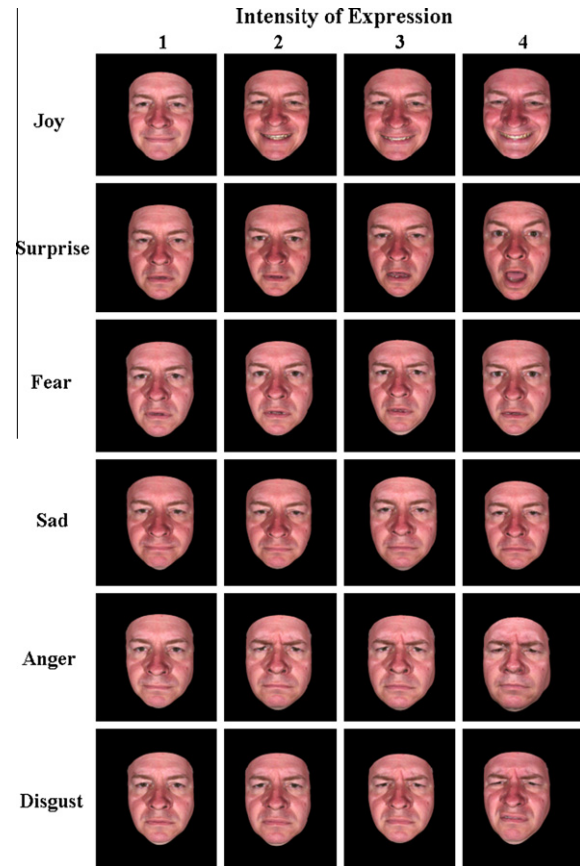 Intensity of Expression
1 2 3 4
Joy
Surprise
Fear
Sad
Anger
Disgust